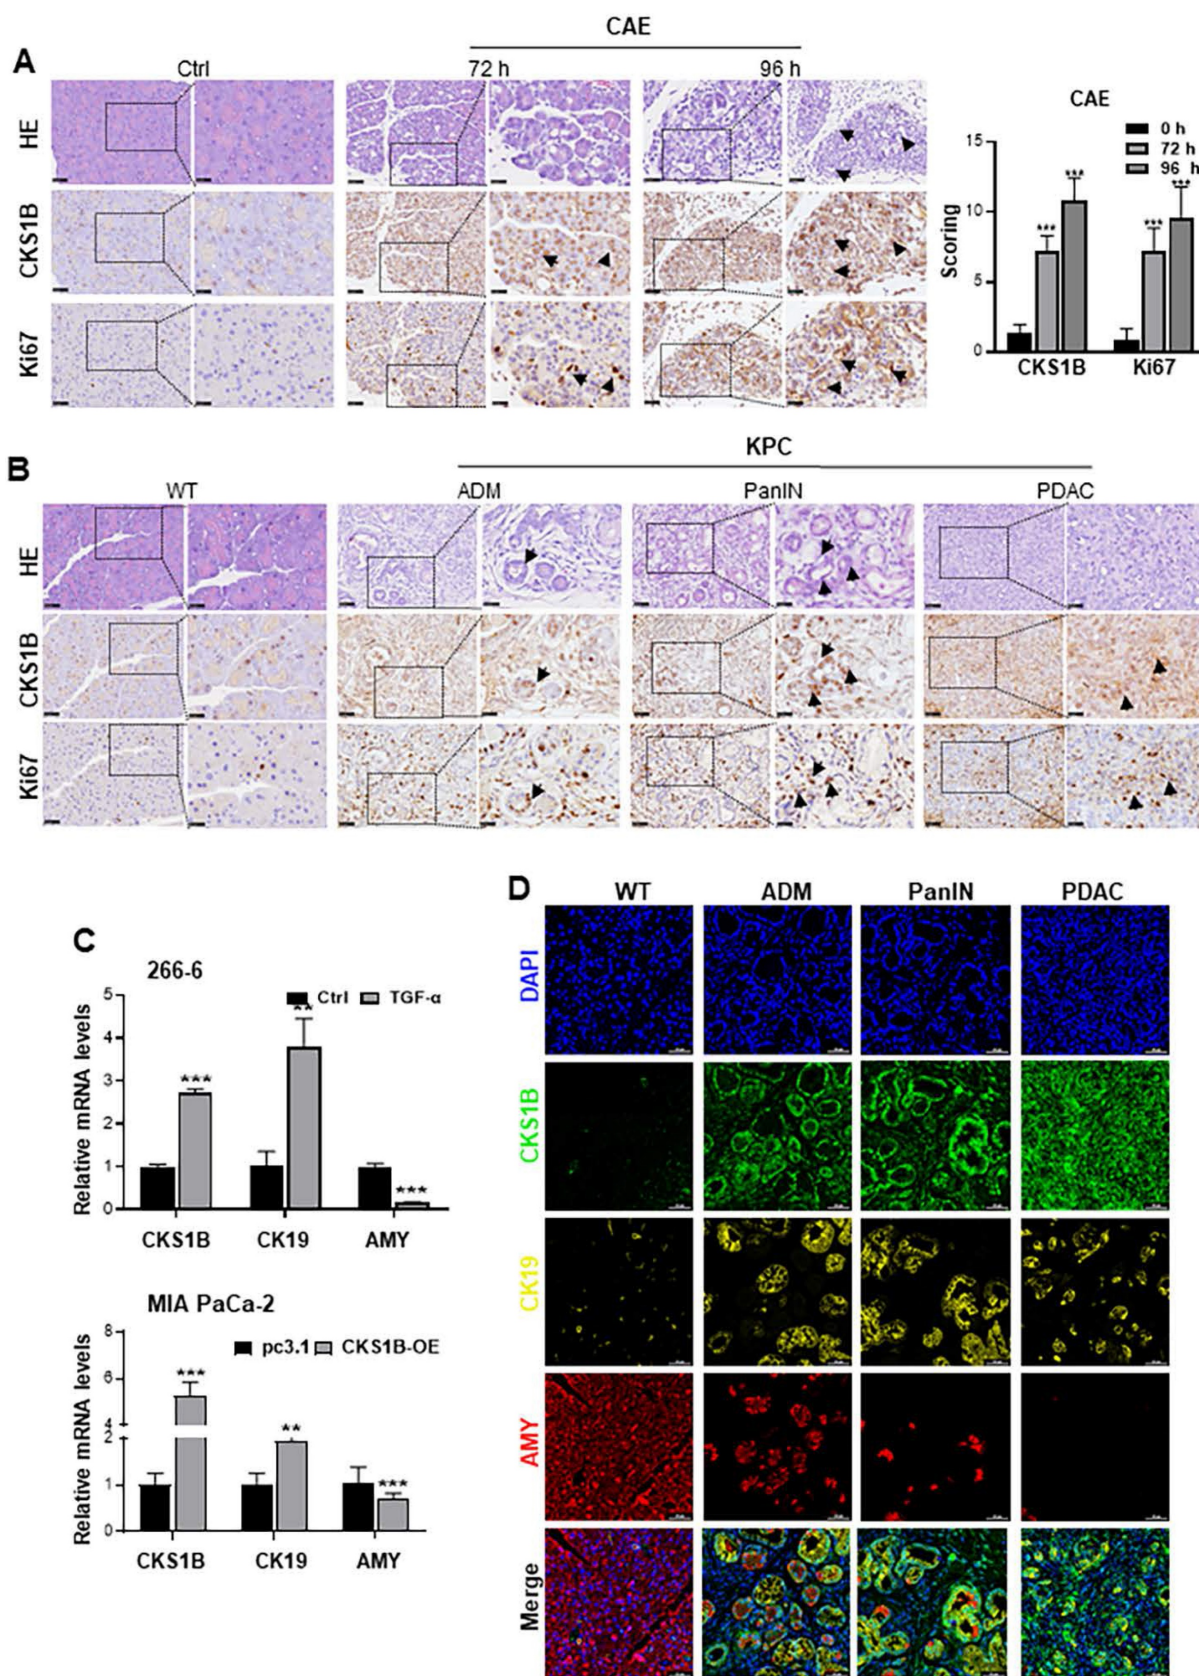 CAE
A
Ctrl
72 h
96 h
HE
CKS1B
Ki67
CAE
0 h
72 h
96 h
Scoring
15
10
5
0
***
***
***
***
CKS1B
Ki67
KPC
B
WT
ADM
PanIN
PDAC
HE
CKS1B
Ki67
C
266-6
Ctrl
TGF-α
Relative mRNA levels
5
4
3
2
1
0
***
**
***
CKS1B
CK19
AMY
MIA PaCa-2
pc3.1
CKS1B-OE
Relative mRNA levels
8
6
4
2
1
0
***
**
***
CKS1B
CK19
AMY
D
WT
ADM
PanIN
PDAC
DAPI
CKS1B
CK19
AMY
Merge